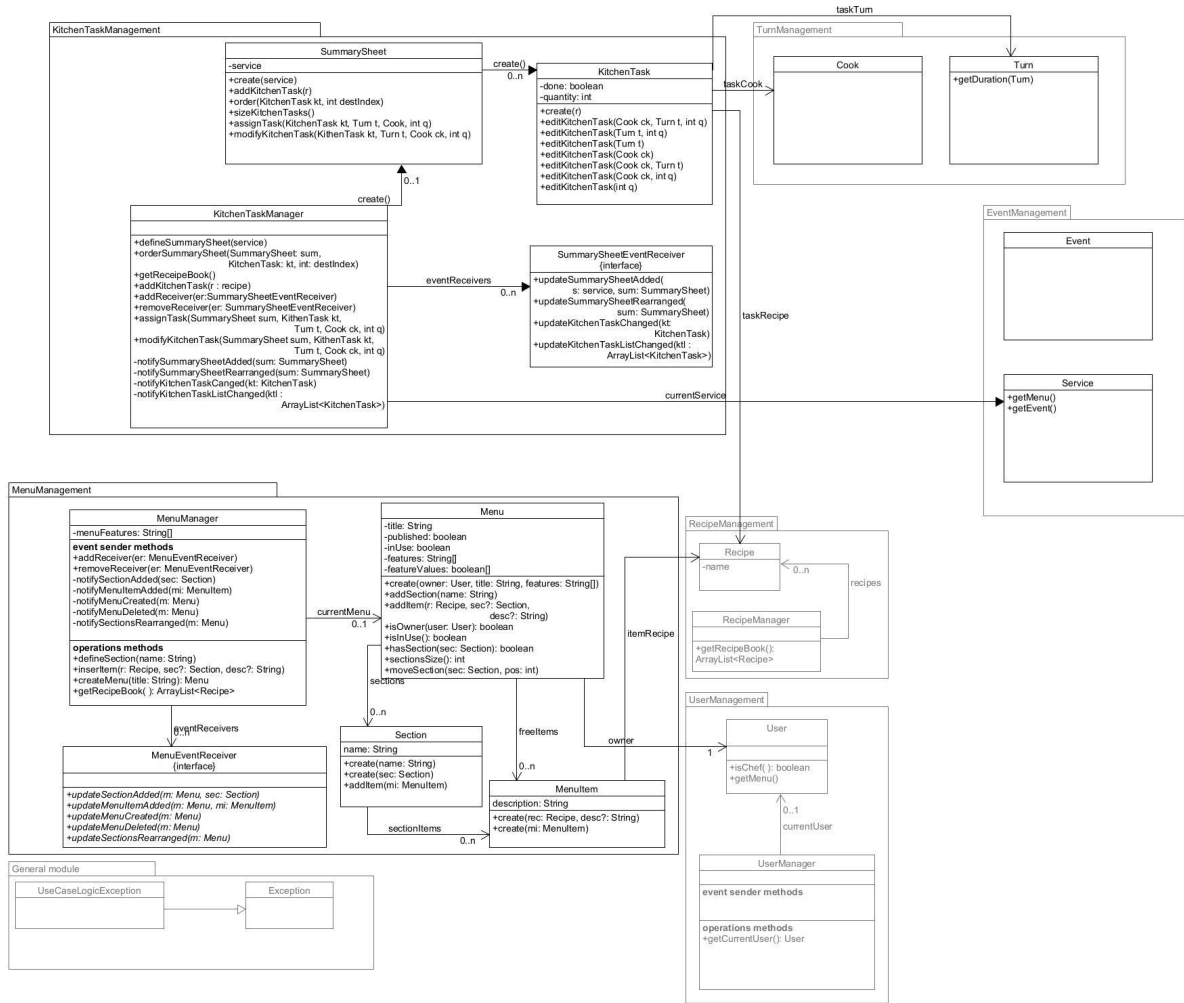 taskTurn
KitchenTaskManagement
SummarySheet
-service
+create(service)
+addKitchenTask(r)
+order(KitchenTask kt, int destIndex)
+sizeKitchenTasks()
+assignTask(KitchenTask kt, Turn t, Cook, int q)
+modifyKitchenTask(KithenTask kt, Turn t, Cook ck, int q)
create()
0..n
KitchenTask
-done: boolean
-quantity: int
+create(r)
+editKitchenTask(Cook ck, Turn t, int q)
+editKitchenTask(Turn t, int q)
+editKitchenTask(Turn t)
+editKitchenTask(Cook ck)
+editKitchenTask(Cook ck, Turn t)
+editKitchenTask(Cook ck, int q)
+editKitchenTask(int q)
taskCook
TurnManagement
Cook
Turn
+getDuration(Turn)
0..1
create()
KitchenTaskManager
+defineSummarySheet(service)
+orderSummarySheet(SummarySheet: sum,
KitchenTask: kt, int: destIndex)
+getReceipeBook()
+addKitchenTask(r : recipe)
+addReceiver(er:SummarySheetEventReceiver)
+removeReceiver(er: SummarySheetEventReceiver)
+assignTask(SummarySheet sum, KithenTask kt,
Turn t, Cook ck, int q)
+modifyKitchenTask(SummarySheet sum, KithenTask kt,
Turn t, Cook ck, int q)
-notifySummarySheetAdded(sum: SummarySheet)
-notifySummarySheetRearranged(sum: SummarySheet)
-notifyKitchenTaskCanged(kt: KitchenTask)
-notifyKitchenTaskListChanged(ktl :
ArrayList<KitchenTask>)
eventReceivers
0..n
SummarySheetEventReceiver
{interface}
+updateSummarySheetAdded(
s: service, sum: SummarySheet)
+updateSummarySheetRearranged(
sum: SummarySheet)
+updateKitchenTaskChanged(kt:
KitchenTask)
+updateKitchenTaskListChanged(ktl :
ArrayList<KitchenTask>)
taskRecipe
currentService
EventManagement
Event
Service
+getMenu()
+getEvent()
MenuManagement
MenuManager
-menuFeatures: String[]
event sender methods
+addReceiver(er: MenuEventReceiver)
+removeReceiver(er: MenuEventReceiver)
-notifySectionAdded(sec: Section)
-notifyMenuItemAdded(mi: MenuItem)
-notifyMenuCreated(m: Menu)
-notifyMenuDeleted(m: Menu)
-notifySectionsRearranged(m: Menu)
operations methods
+defineSection(name: String)
+inserItem(r: Recipe, sec?: Section, desc?: String)
+createMenu(title: String): Menu
+getRecipeBook( ): ArrayList<Recipe>
currentMenu
0..1
Menu
-title: String
-published: boolean
-inUse: boolean
-features: String[]
-featureValues: boolean[]
+create(owner: User, title: String, features: String[])
+addSection(name: String)
+addItem(r: Recipe, sec?: Section,
desc?: String)
+isOwner(user: User): boolean
+isInUse(): boolean
+hasSection(sec: Section): boolean
+sectionsSize(): int
+moveSection(sec: Section, pos: int)
sections
0..n
eventReceivers
0..n
MenuEventReceiver
{interface}
+updateSectionAdded(m: Menu, sec: Section)
+updateMenuItemAdded(m: Menu, mi: MenuItem)
+updateMenuCreated(m: Menu)
+updateMenuDeleted(m: Menu)
+updateSectionsRearranged(m: Menu)
Section
name: String
+create(name: String)
+create(sec: Section)
+addItem(mi: MenuItem)
sectionItems
0..n
freeItems
0..n
MenuItem
description: String
+create(rec: Recipe, desc?: String)
+create(mi: MenuItem)
itemRecipe
owner
1
RecipeManagement
Recipe
-name
0..n
recipes
RecipeManager
+getRecipeBook():
ArrayList<Recipe>
UserManagement
User
+isChef( ): boolean
+getMenu()
0..1
currentUser
UserManager
event sender methods
operations methods
+getCurrentUser(): User
General module
UseCaseLogicException
Exception